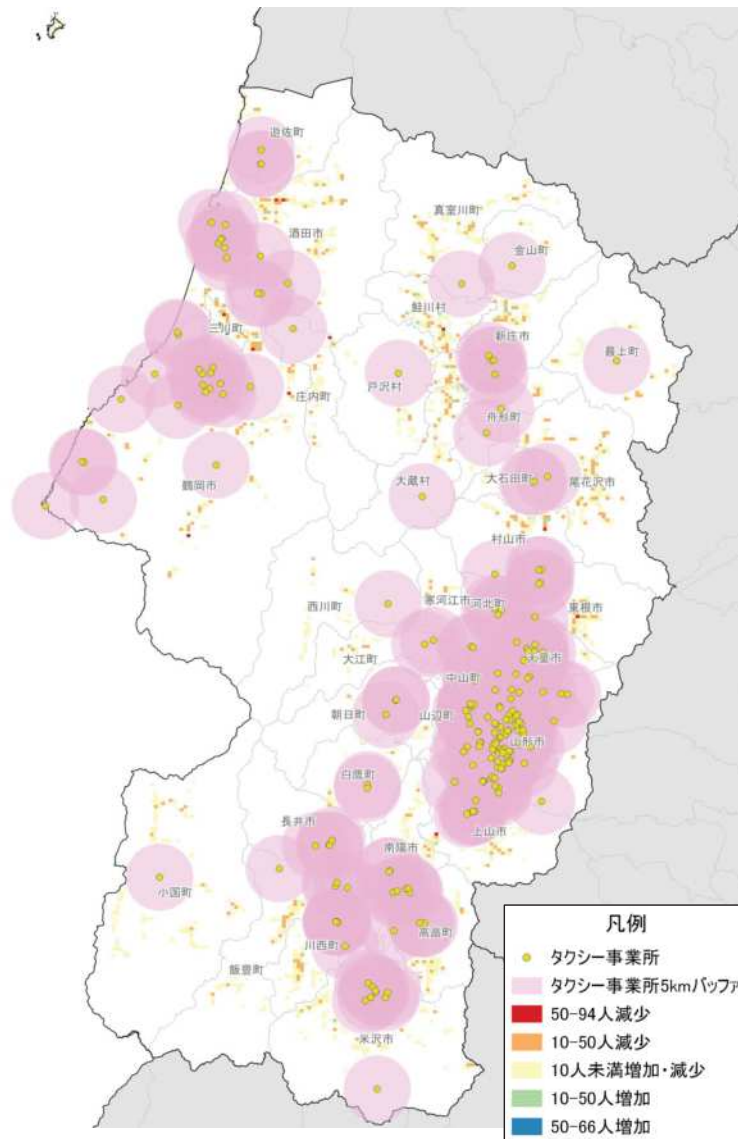 遊佐町
真室川町
酒田市
金山町
鮭川村
三川町
新庄市
最上町
戸沢村
庄内町
舟形町
鶴岡市
大蔵村
大石田町
尾花沢市
村山市
西川町
寒河江市
河北町
東根市
大江町
天童市
中山町
朝日町
山辺町
山形市
白鷹町
長井市
上山市
南陽市
小国町
川西町
高畠町
飯豊町
米沢市
凡例
タクシー事業所
タクシー事業所5kmバッファ
50-94人減少
10-50人減少
10人未満増加・減少
10-50人増加
50-66人増加